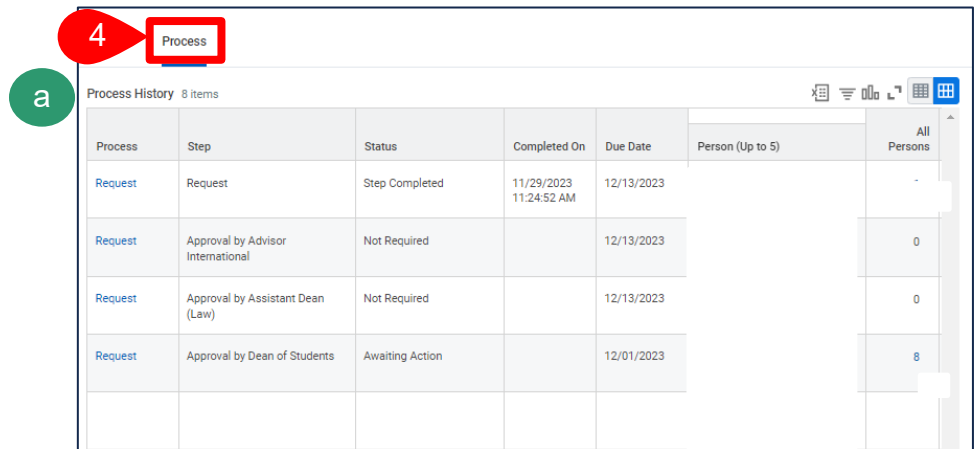 4
Process
a
Process History 8 items
Process Step Status Completed On Due Date Person (Up to 5) All Persons
Request Request Step Completed 11/29/2023 12/13/2023
11:24:52 AM
Request Approval by Advisor Not Required 12/13/2023 0
International
Request Approval by Assistant Dean Not Required 12/13/2023 0
(Law)
Request Approval by Dean of Students Awaiting Action 12/01/2023 8